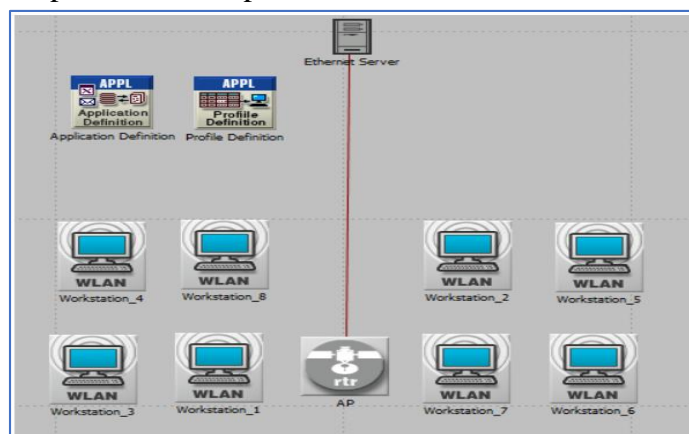 Ethernet Server
APPL
Application
Definition
Application Definition
APPL
Profile
Definition
Profile Definition
WLAN
Workstation_4
WLAN
Workstation_8
WLAN
Workstation_2
WLAN
Workstation_5
WLAN
Workstation_3
WLAN
Workstation_1
rtr
AP
WLAN
Workstation_7
WLAN
Workstation_6